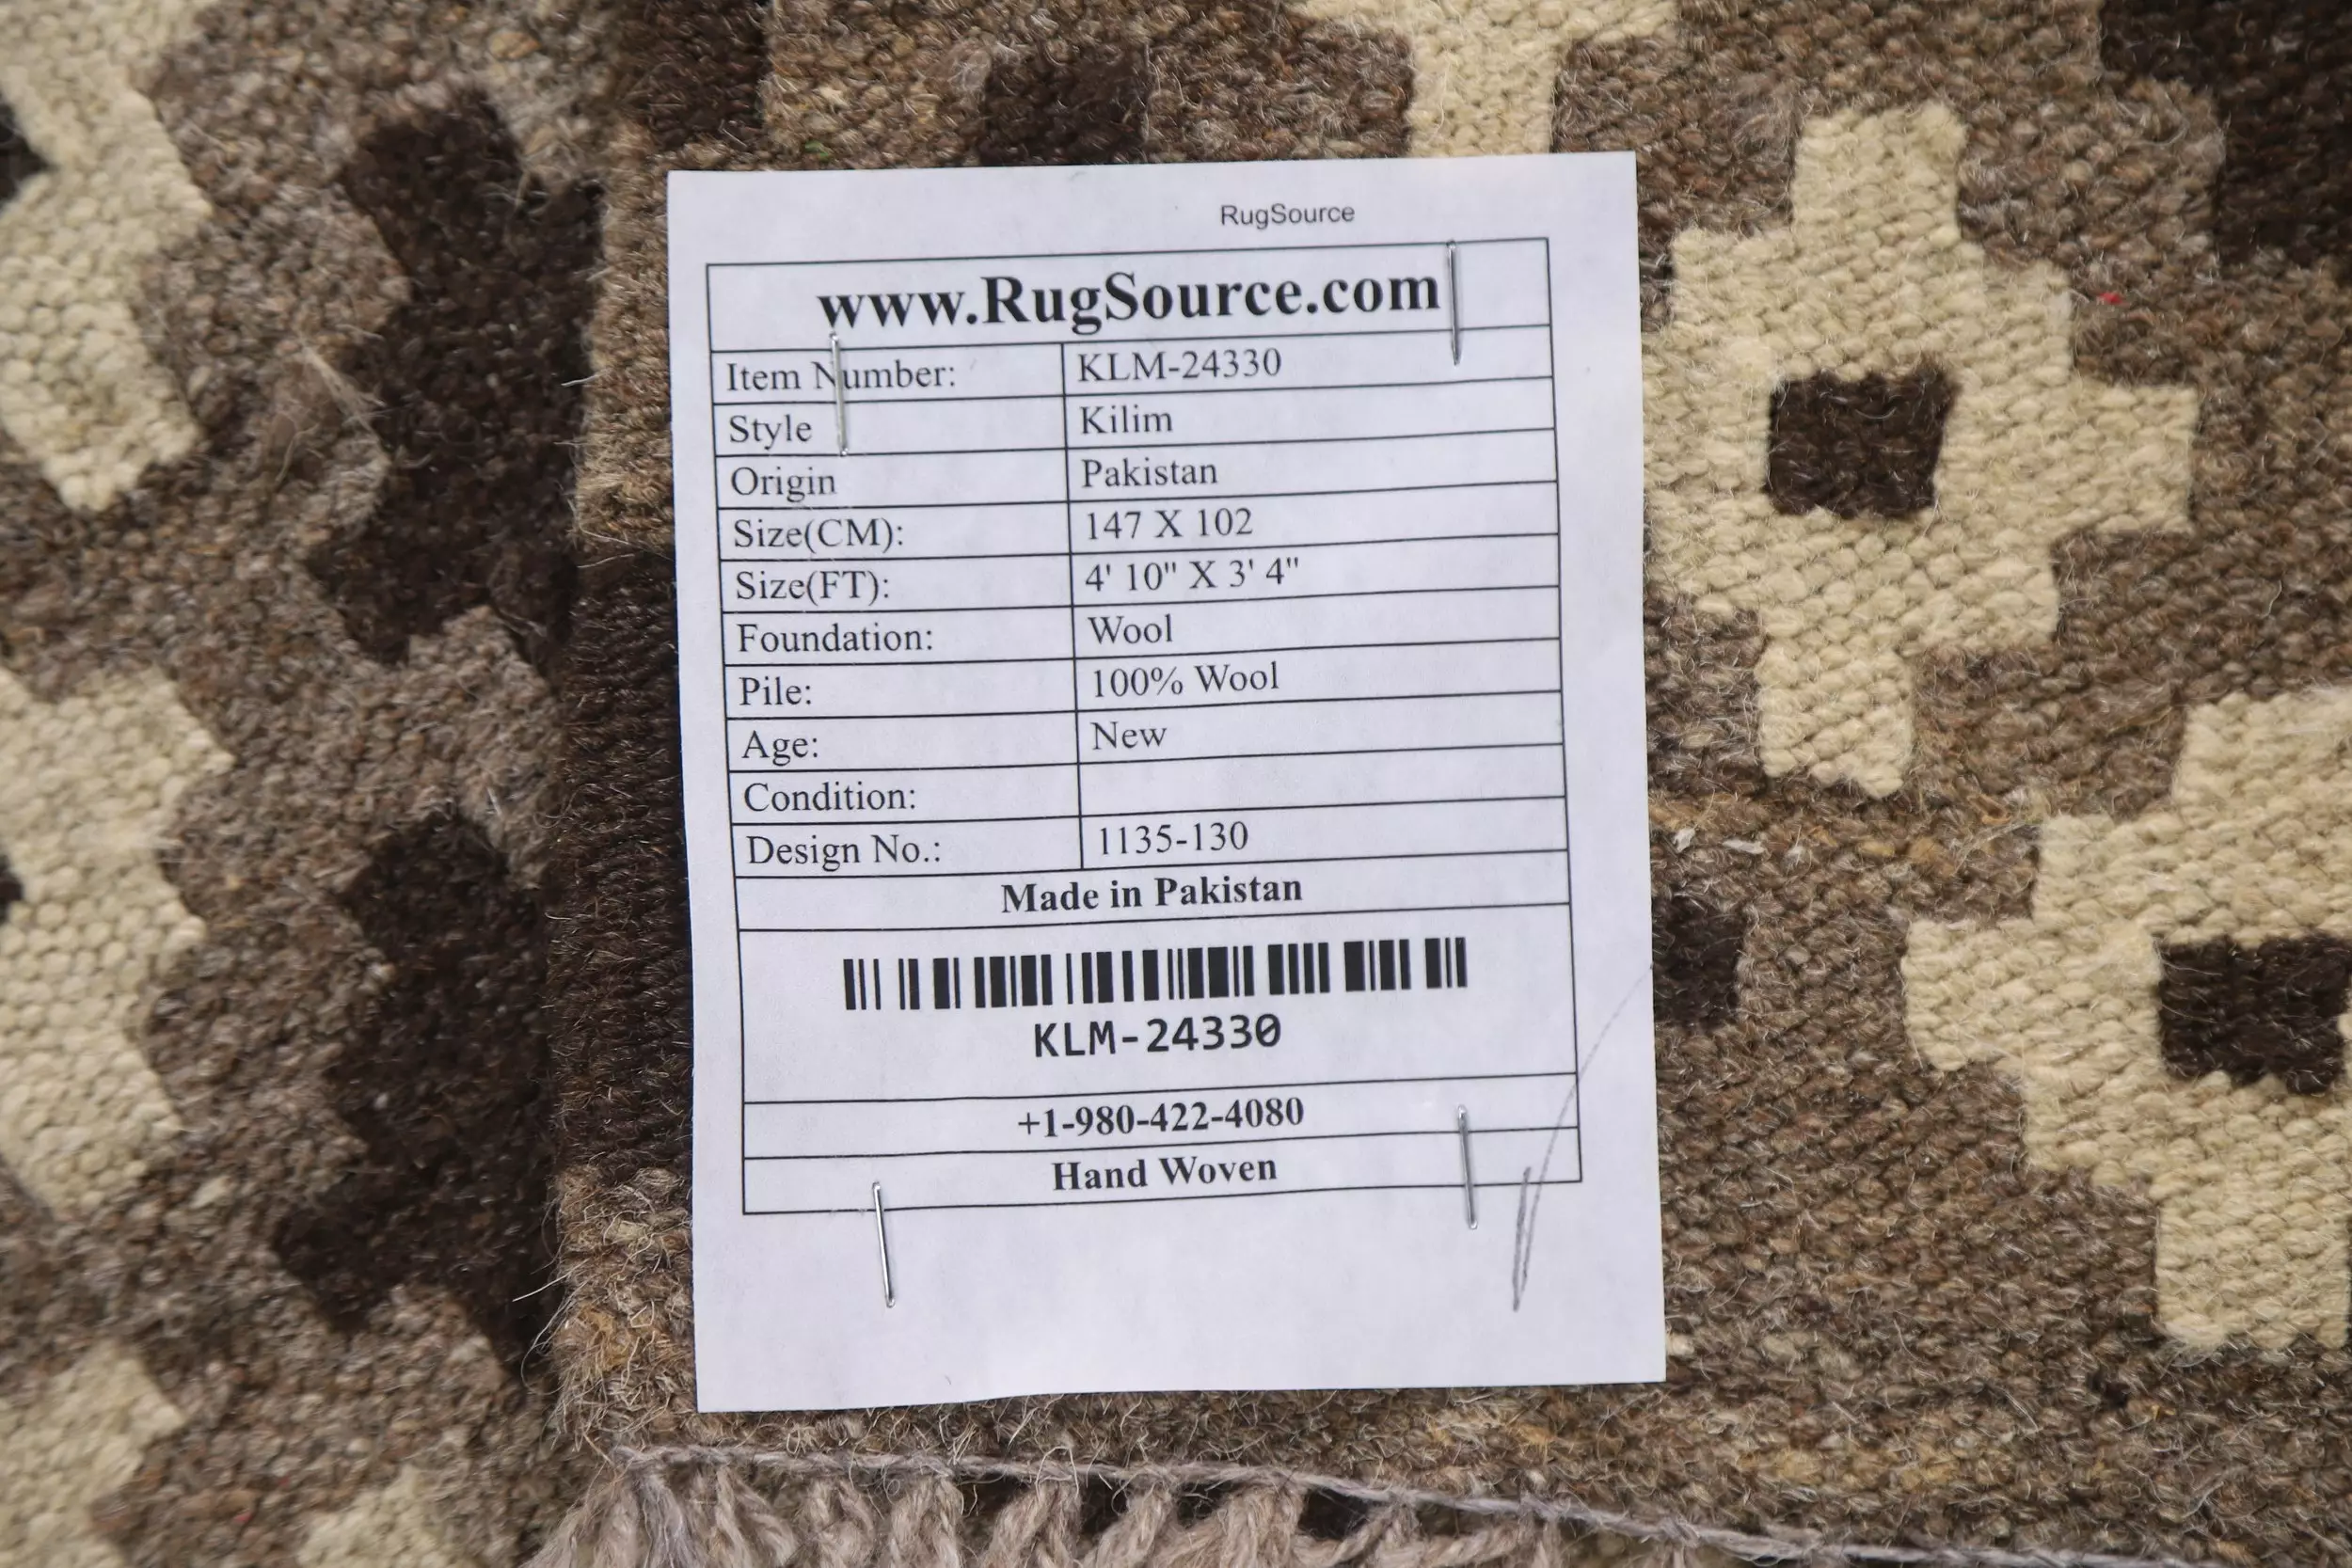 RugSource
www.RugSource.com
Item Number: KLM-24330
Style Kilim
Origin Pakistan
Size(CM): 147 X 102
Size(FT): 4' 10" X 3' 4"
Foundation: Wool
Pile: 100% Wool
Age: New
Condition:
Design No.: 1135-130
Made in Pakistan
KLM-24330
+1-980-422-4080
Hand Woven